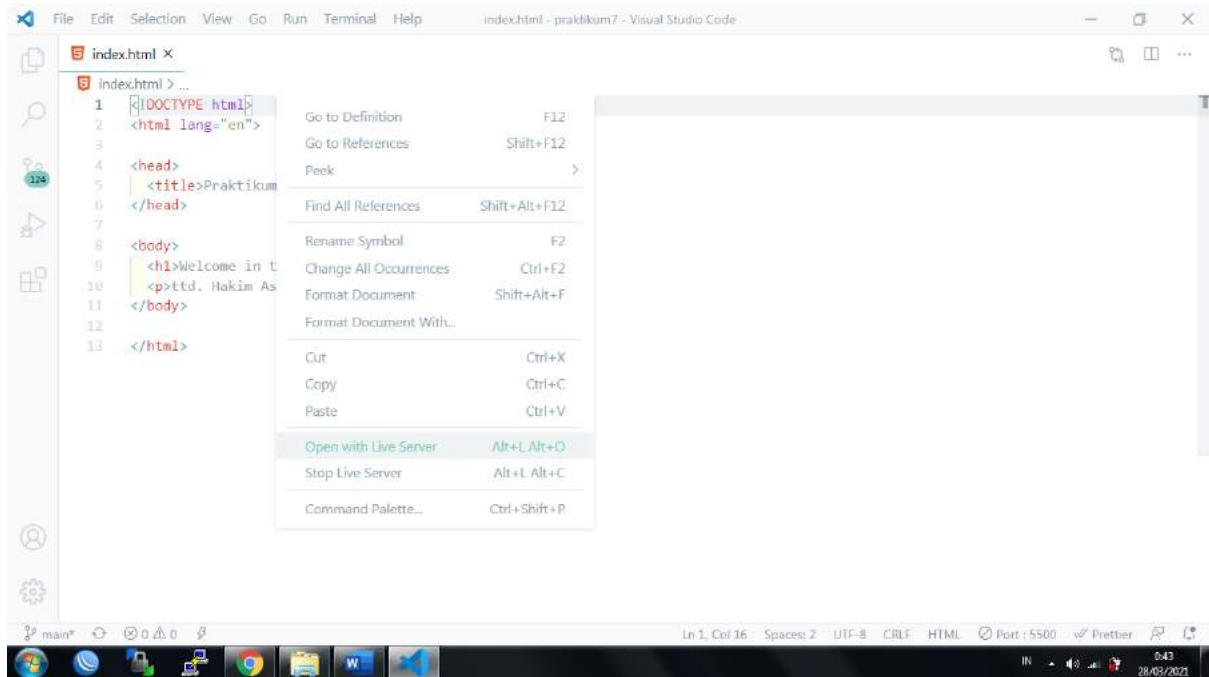 File Edit Selection View Go Run Terminal Help index.html - praktikum7 - Visual Studio Code
index.html ×
index.html > ...
1 <!DOCTYPE html>
2 <html lang="en">
3
4 <head>
5 <title>Praktikum
6 </head>
7
8 <body>
9 <h1>Welcome in t
10 <p>ttd. Hakim As
11 </body>
12
13 </html>
Go to Definition F12
Go to References Shift+F12
Peek >
Find All References Shift+Alt+F12
Rename Symbol F2
Change All Occurrences Ctrl+F2
Format Document Shift+Alt+F
Format Document With...
Cut Ctrl+X
Copy Ctrl+C
Paste Ctrl+V
Open with Live Server Alt+L Alt+O
Stop Live Server Alt+L Alt+C
Command Palette... Ctrl+Shift+P
124
main* 0 0 Ln 1, Col 16 Spaces: 2 UTF-8 CRLF HTML Port : 5500 Prettier
W IN 0:43
28/03/2021